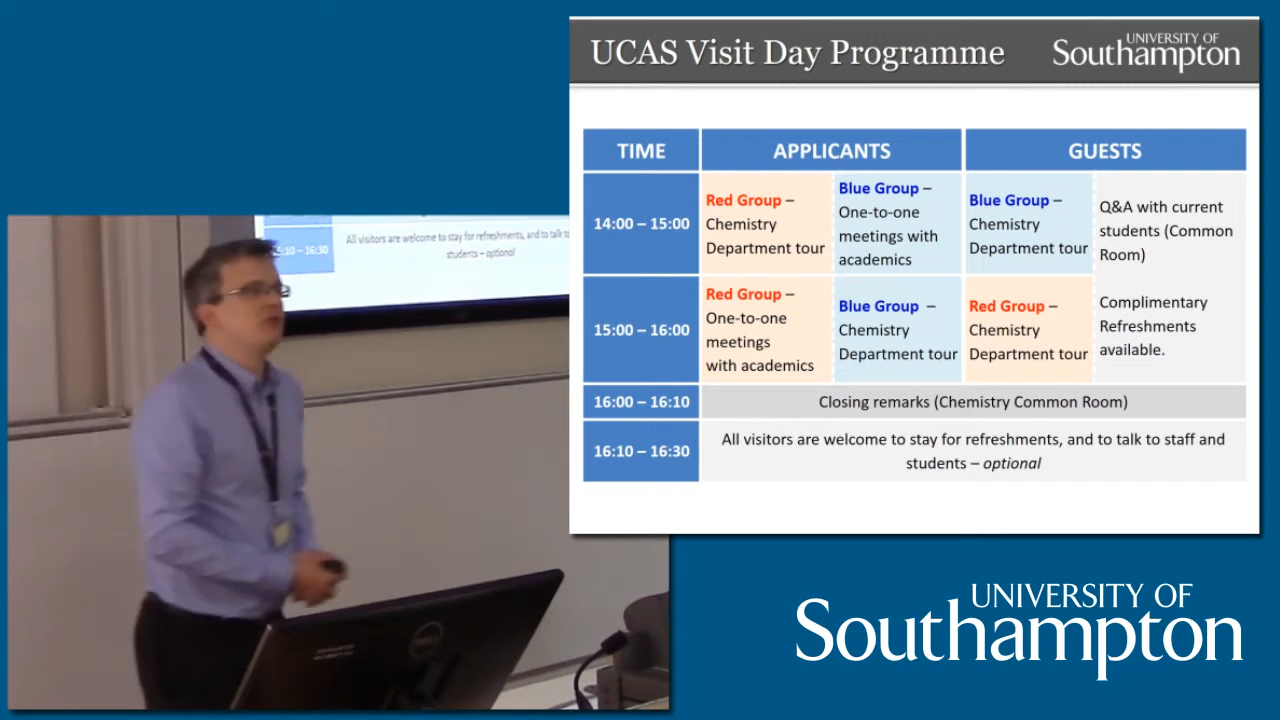 UCAS Visit Day Programme
UNIVERSITY OF
Southampton
TIME
APPLICANTS
GUESTS
14:00 – 15:00
Red Group –
Chemistry
Department tour
Blue Group –
One-to-one
meetings with
academics
Blue Group –
Chemistry
Department tour
Q&A with current
students (Common
Room)
15:00 – 16:00
Red Group –
One-to-one
meetings
with academics
Blue Group –
Chemistry
Department tour
Red Group –
Chemistry
Department tour
Complimentary
Refreshments
available.
16:00 – 16:10
Closing remarks (Chemistry Common Room)
16:10 – 16:30
All visitors are welcome to stay for refreshments, and to talk to staff and
students – optional
:10 – 16:30
All visitors are welcome to stay for refreshments, and to talk to
students – optional
DELL
UNIVERSITY OF
Southampton